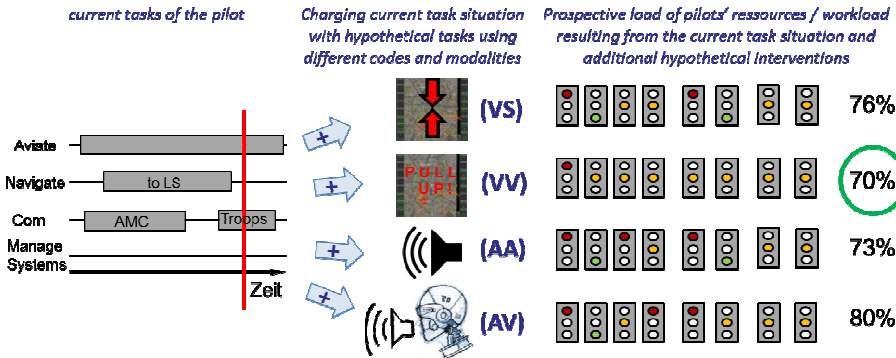 current tasks of the pilot
Charging current task situation
with hypothetical tasks using
different codes and modalities
Prospective load of pilots' ressources / workload
resulting from the current task situation and
additional hypothetical interventions
Aviate
Navigate
to LS
Com
AMC
Troops
Manage
Systems
Zeit
+
+
+
+
(VS)
76%
PULL
UP!
(VV)
70%
(AA)
73%
(AV)
80%